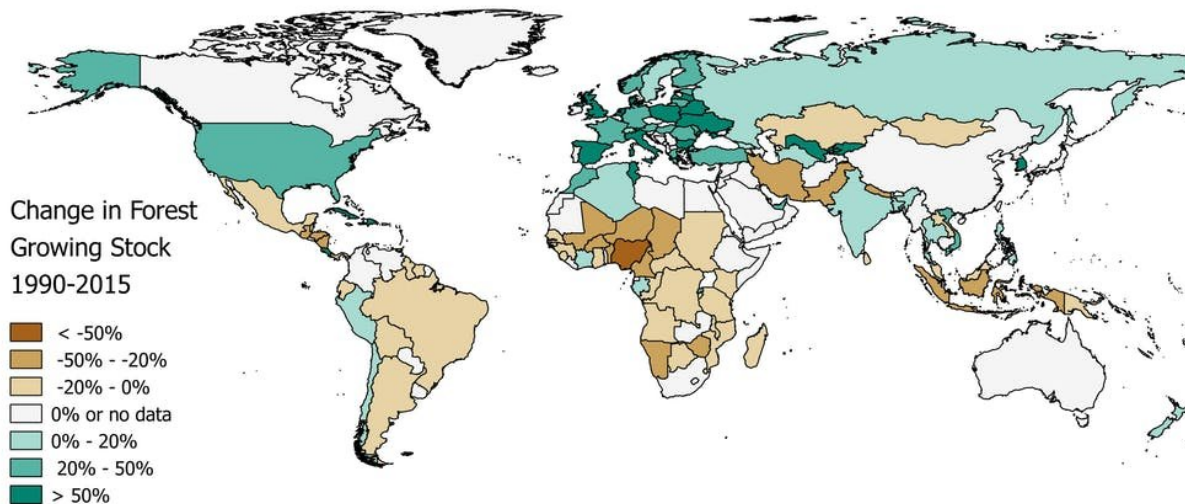 Change in Forest
Growing Stock
1990-2015
< -50%
-50% - -20%
-20% - 0%
0% or no data
0% - 20%
20% - 50%
> 50%